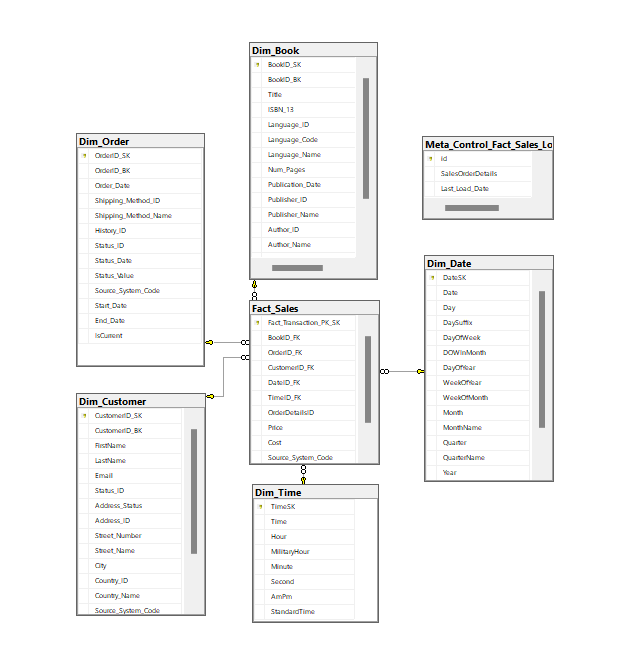 Dim_Book
BookID_SK
BookID_BK
Title
ISBN_13
Language_ID
Language_Code
Language_Name
Num_Pages
Publication_Date
Publisher_ID
Publisher_Name
Author_ID
Author_Name
Dim_Order
OrderID_SK
OrderID_BK
Order_Date
Shipping_Method_ID
Shipping_Method_Name
History_ID
Status_ID
Status_Date
Status_Value
Source_System_Code
Start_Date
End_Date
IsCurrent
Meta_Control_Fact_Sales_Lo
Id
SalesOrderDetails
Last_Load_Date
Fact_Sales
Fact_Transaction_PK_SK
BookID_FK
OrderID_FK
CustomerID_FK
DateID_FK
TimeID_FK
OrderDetailsID
Price
Cost
Source_System_Code
Dim_Date
DateSK
Date
Day
DaySuffix
DayOfWeek
DOWInMonth
DayOfYear
WeekOfYear
WeekOfMonth
Month
MonthName
Quarter
QuarterName
Year
Dim_Customer
CustomerID_SK
CustomerID_BK
FirstName
LastName
Email
Status_ID
Address_Status
Address_ID
Street_Number
Street_Name
City
Country_ID
Country_Name
Source_System_Code
Dim_Time
TimeSK
Time
Hour
MilitaryHour
Minute
Second
AmPm
StandardTime